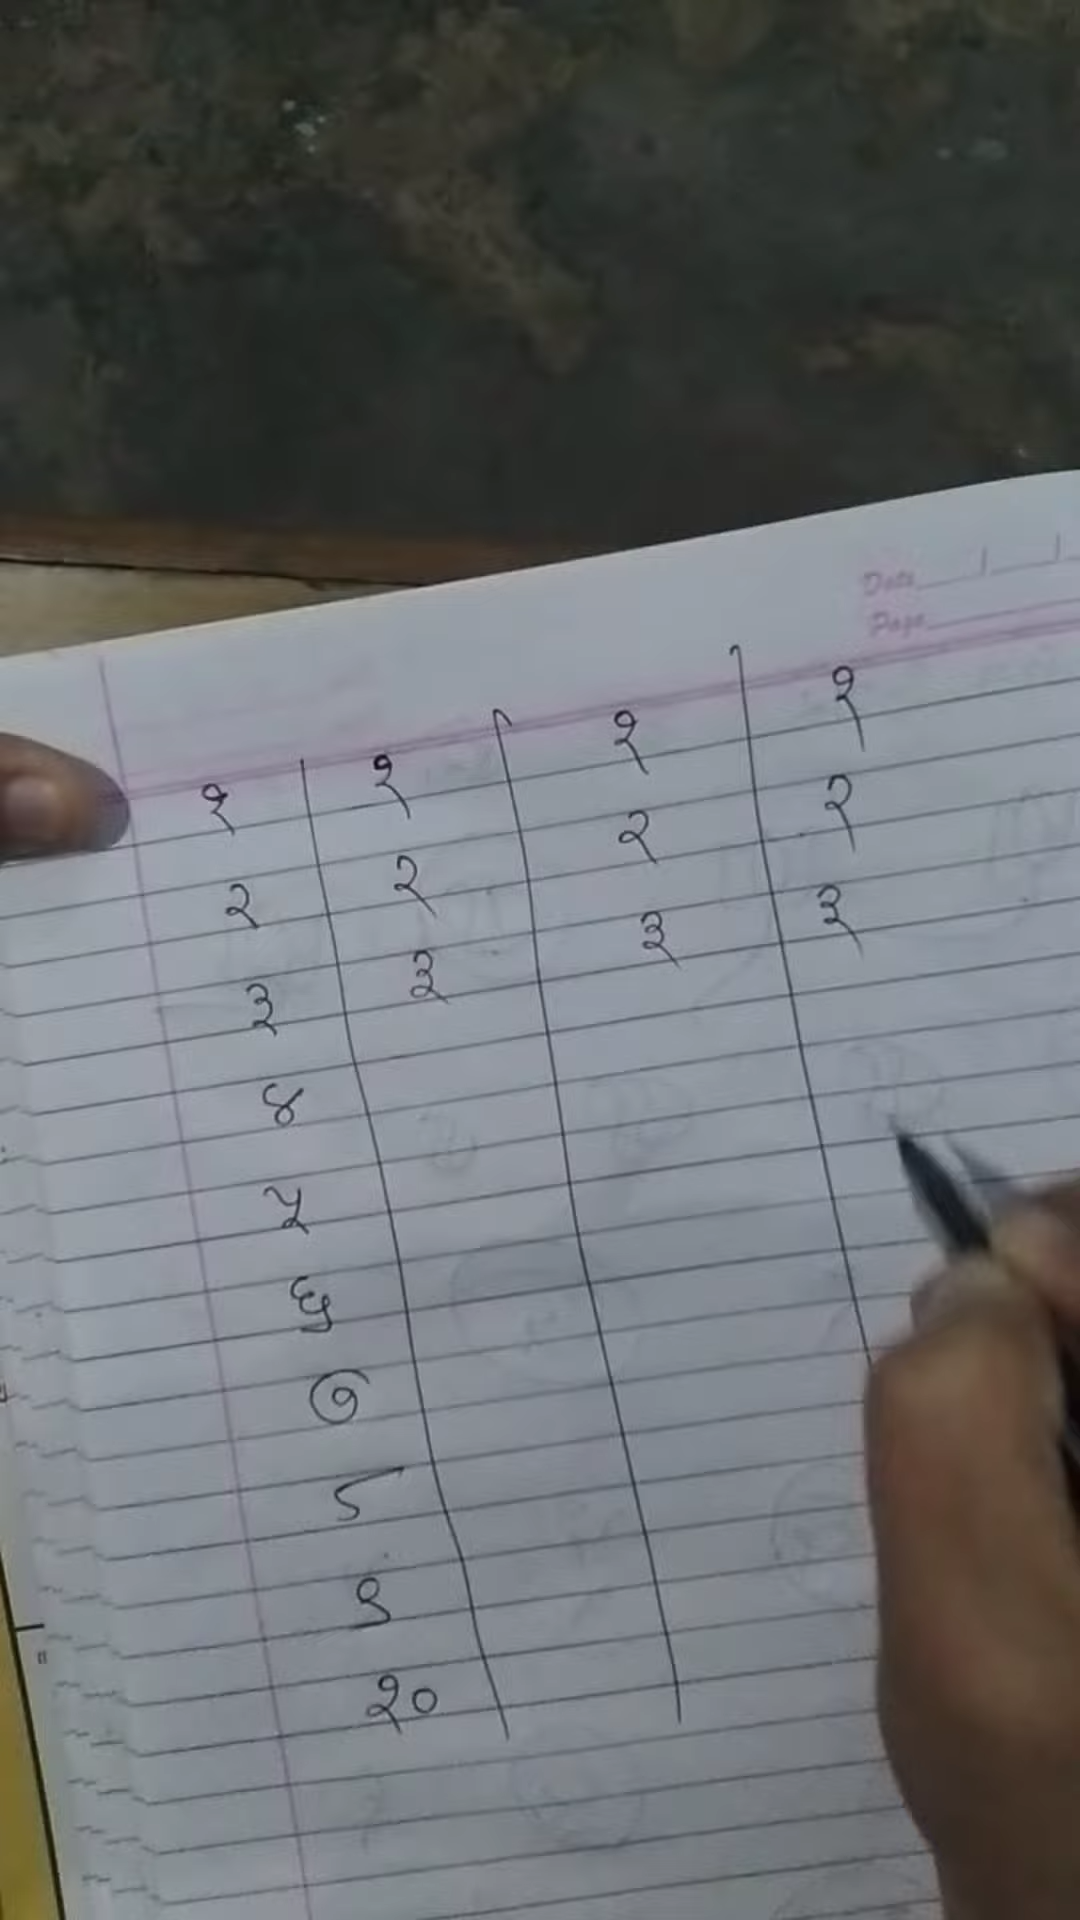 Date
Page
१ १ १ १
२ २ २ २
३ ३ ३ ३
४
५
६
७
८
९
१०